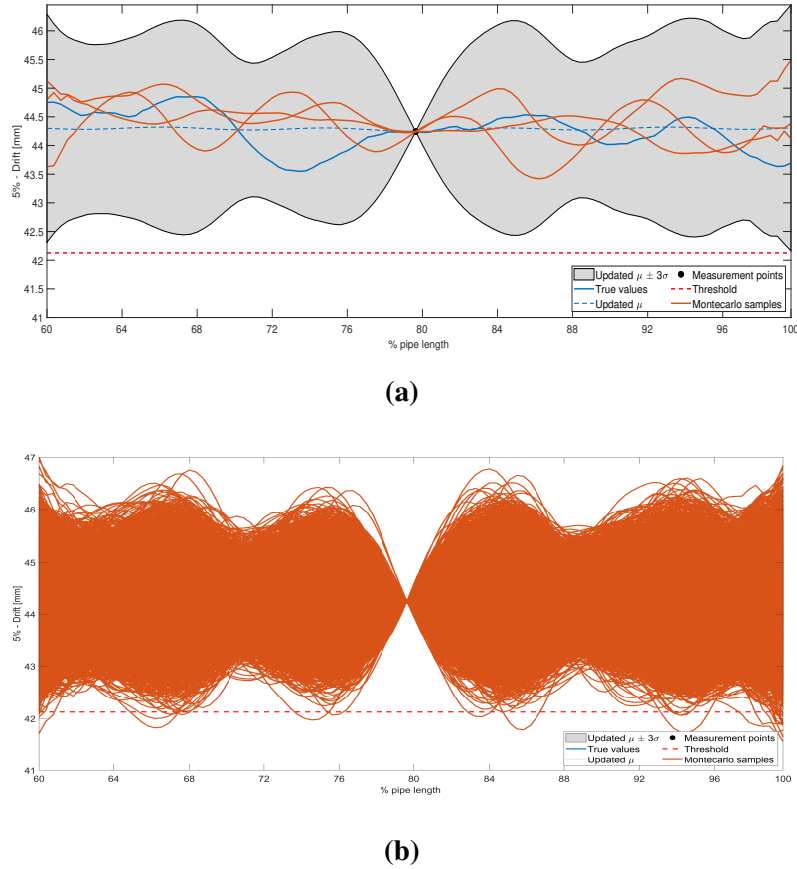 46
45.5
45
44.5
44
43.5
43
42.5
42
41.5
41
5% - Drift [mm]
Updated μ ± 3σ
Measurement points
True values
Threshold
Updated μ
Montecarlo samples
60 64 68 72 76 80 84 88 92 96 100
% pipe length
(a)
47
46
45
44
43
42
41
5% - Drift [mm]
Updated μ ± 3σ
Measurement points
True values
Threshold
Updated μ
Montecarlo samples
60 64 68 72 76 80 84 88 92 96 100
% pipe length
(b)